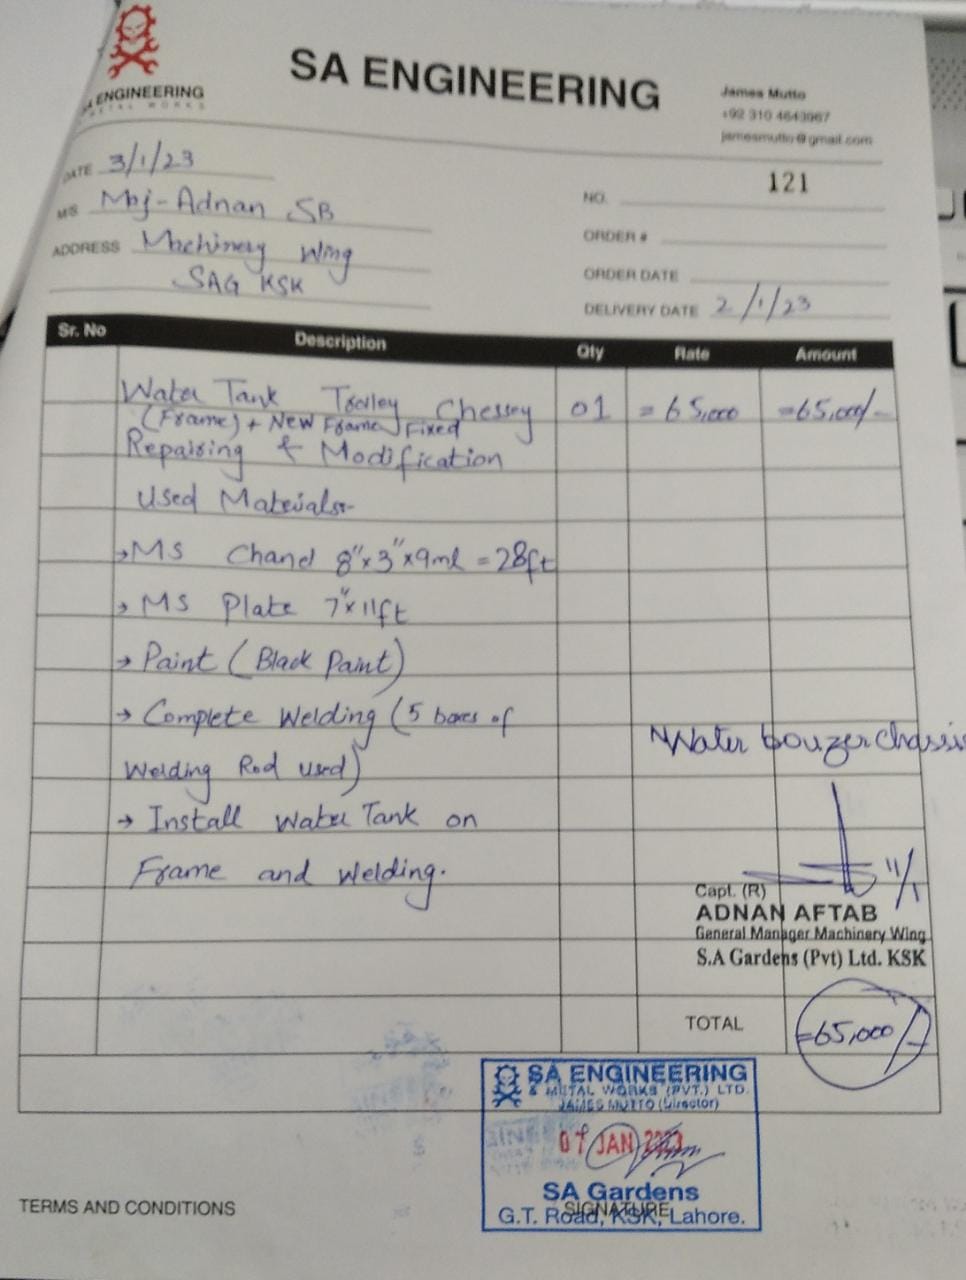 SA ENGINEERING
SA ENGINEERING
METAL WORKS
James Mutto
+92 310 4643967
jamesmutto@gmail.com
DATE 3/1/23
NO. 121
MS Maj-Adnan SB
ORDER #
ADDRESS Machinery Wing
SAG KSK
ORDER DATE
DELIVERY DATE 2/1/23
Sr. No Description Qty Rate Amount
Water Tank Troley Chessey 01 =65,000 =65,000/-
(Frame) + New Frame Fixed
Repairing & Modification
Used Materials:-
→MS Chanel 8"x3"x9ml = 28ft
→ MS Plate 7"x11ft
→ Paint (Black Paint)
→ Complete Welding (5 boxes of
Welding Rod used)
Water bouzer Chassis
→ Install Water Tank on
Frame and Welding.
11/1
Capt. (R)
ADNAN AFTAB
General Manager Machinery Wing
S.A Gardens (Pvt) Ltd. KSK
TOTAL =65,000/-
SA ENGINEERING
& METAL WORKS (PVT.) LTD.
JAMES MUTTO (Director)
07 JAN 2023
SA Gardens
G.T. Road, KSK, Lahore.
TERMS AND CONDITIONS
SIGNATURE